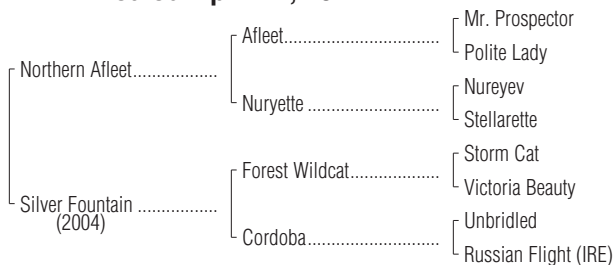 Mr. Prospector
Afleet
Polite Lady
Northern Afleet
Nureyev
Nuryette
Stellarette
Storm Cat
Forest Wildcat
Victoria Beauty
Silver Fountain
(2004)
Unbridled
Cordoba
Russian Flight (IRE)